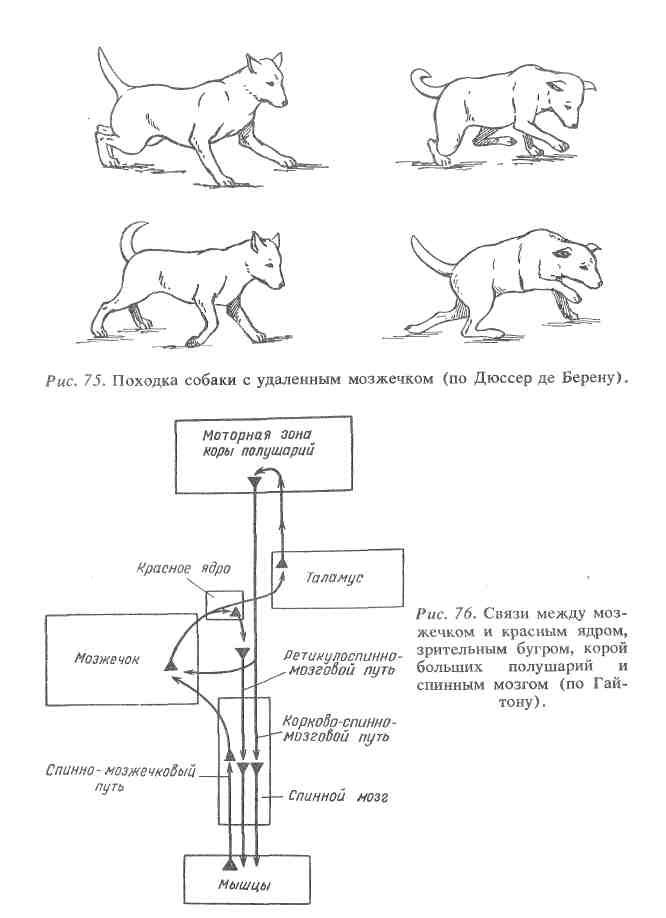 Рис. 75. Походка собаки с удаленным мозжечком (по Дюссер де Берену).
Моторная зона
коры полушарий
Красное ядро
Таламус
Мозжечок
Ретикулоспинно-
мозговой путь
Корково-спинно-
мозговой путь
Спинно-мозжечковый
путь
Спинной мозг
Мышцы
Рис. 76. Связи между моз-
жечком и красным ядром,
зрительным бугром, корой
больших полушарий и
спинным мозгом (по Гай-
тону).